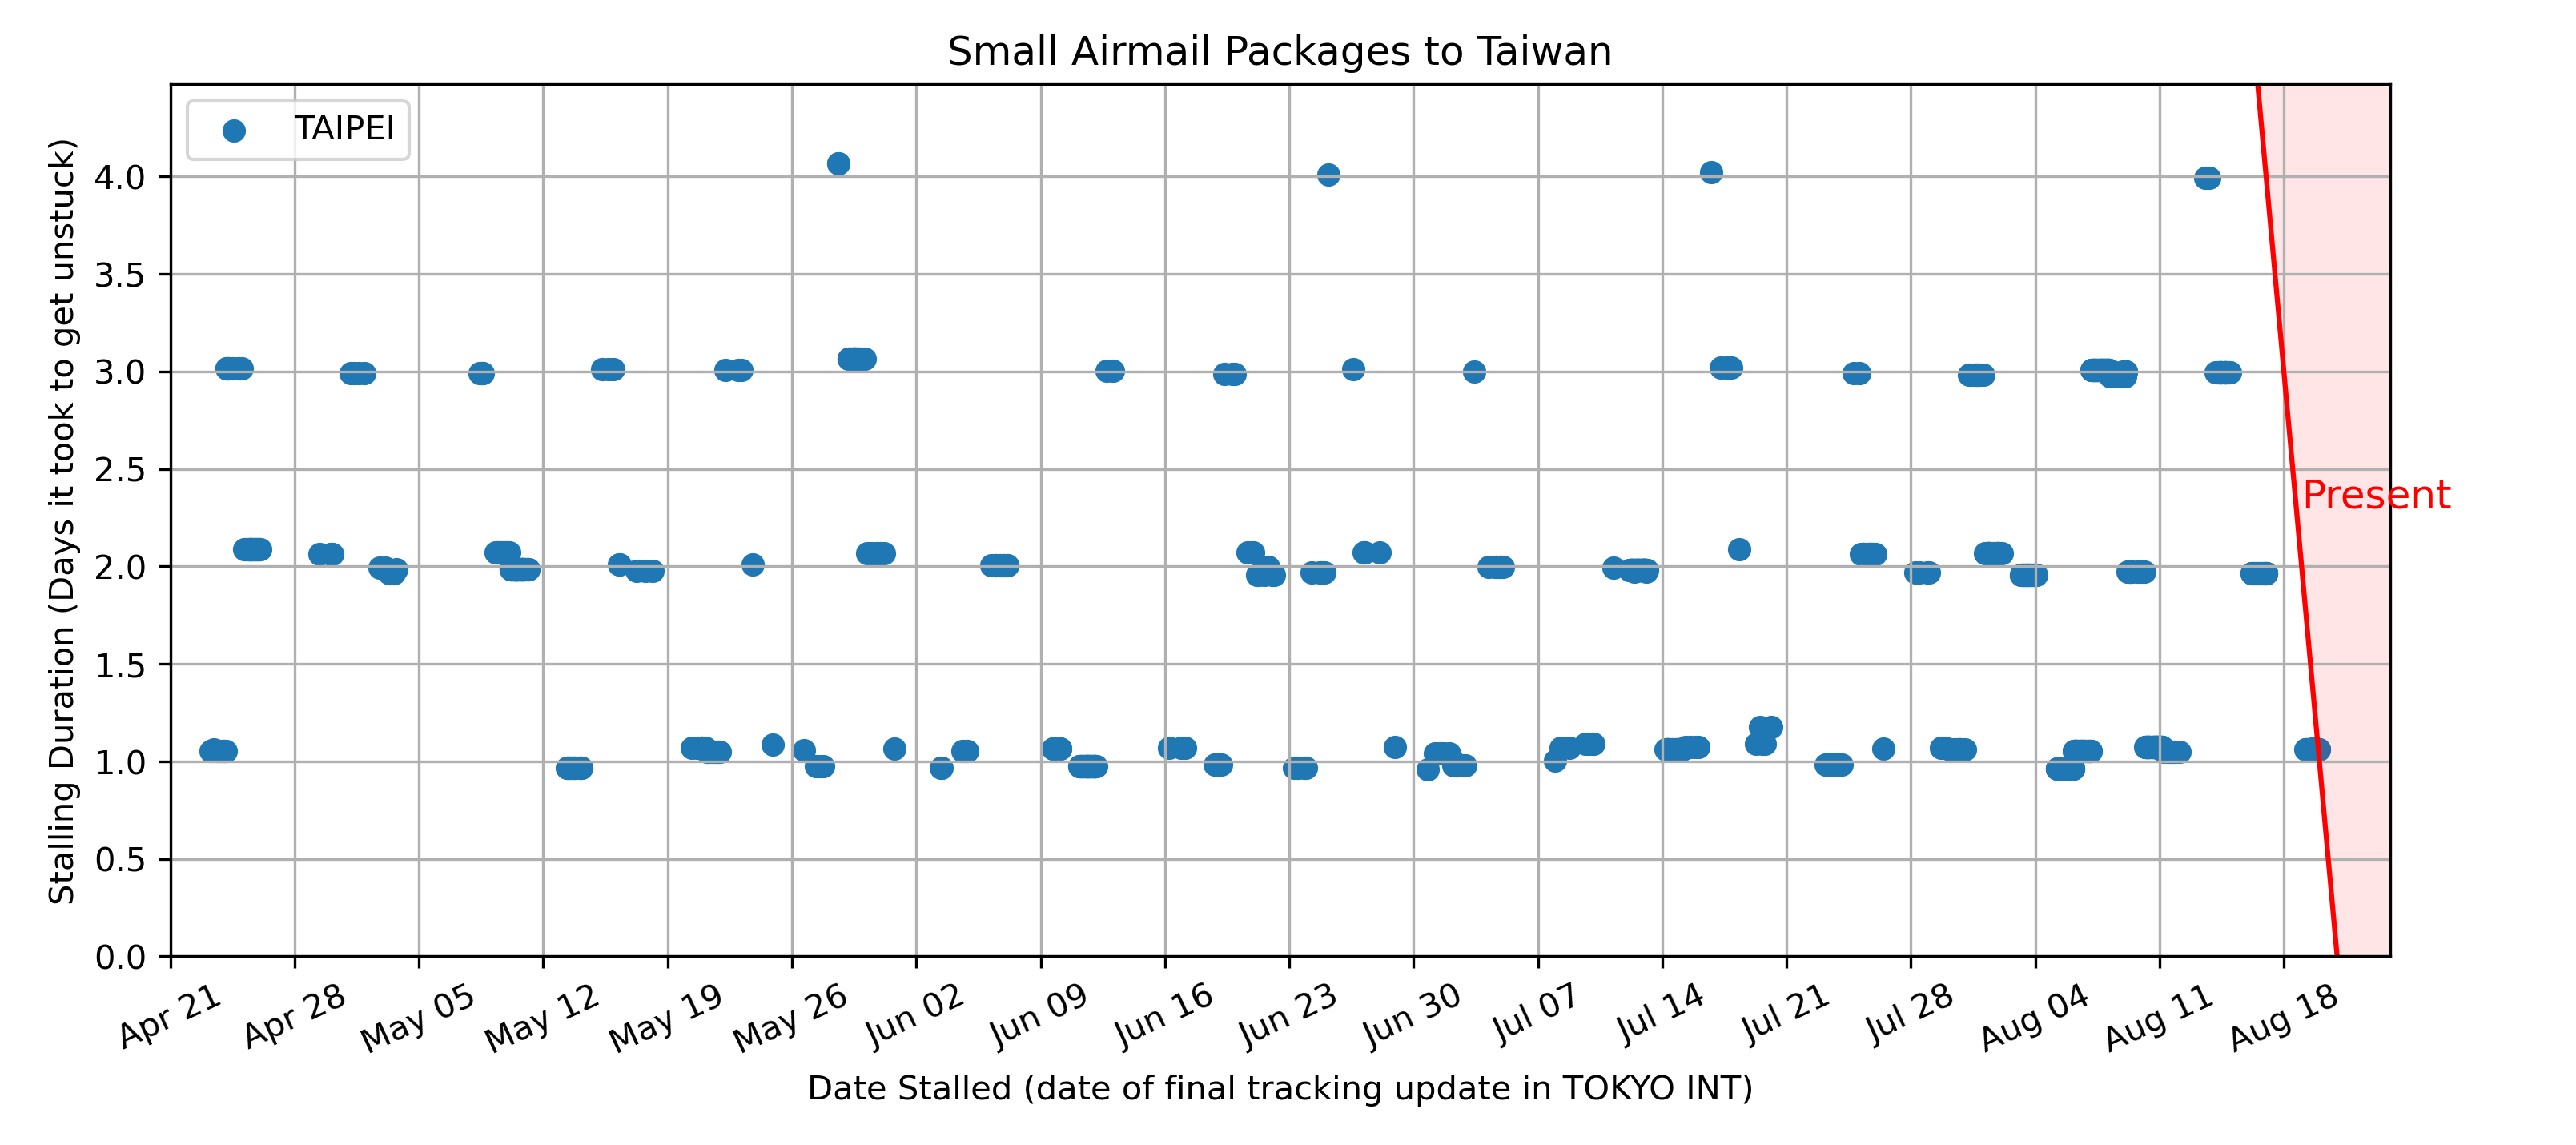 Small Airmail Packages to Taiwan
TAIPEI
Stalling Duration (Days it took to get unstuck)
4.0
3.5
3.0
2.5
2.0
1.5
1.0
0.5
0.0
Present
Apr 21
Apr 28
May 05
May 12
May 19
May 26
Jun 02
Jun 09
Jun 16
Jun 23
Jun 30
Jul 07
Jul 14
Jul 21
Jul 28
Aug 04
Aug 11
Aug 18
Date Stalled (date of final tracking update in TOKYO INT)